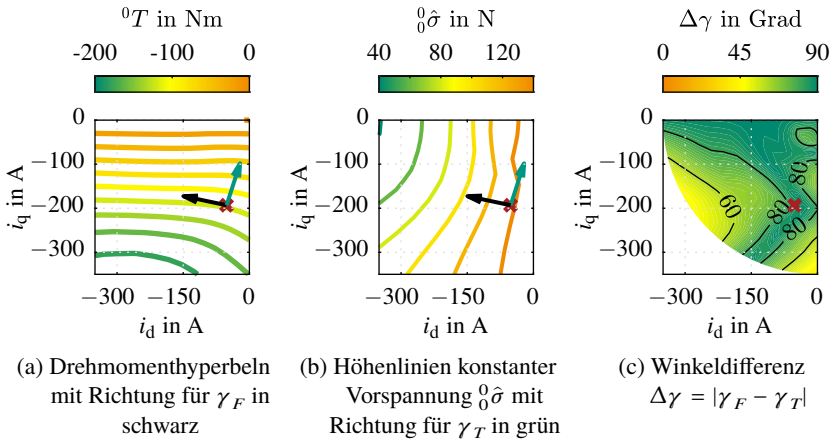 ⁰T in Nm
-200 -100 0
i_q in A
0
−100
−200
−300
−300 −150 0
i_d in A
(a) Drehmomenthyperbeln
mit Richtung für γ_F in
schwarz
⁰₀σ̂ in N
40 80 120
i_q in A
0
−100
−200
−300
−300 −150 0
i_d in A
(b) Höhenlinien konstanter
Vorspannung ⁰₀σ̂ mit
Richtung für γ_T in grün
Δγ in Grad
0 45 90
i_q in A
0
−100
−200
−300
60
80
80
80
−300 −150 0
i_d in A
(c) Winkeldifferenz
Δγ = |γ_F − γ_T|